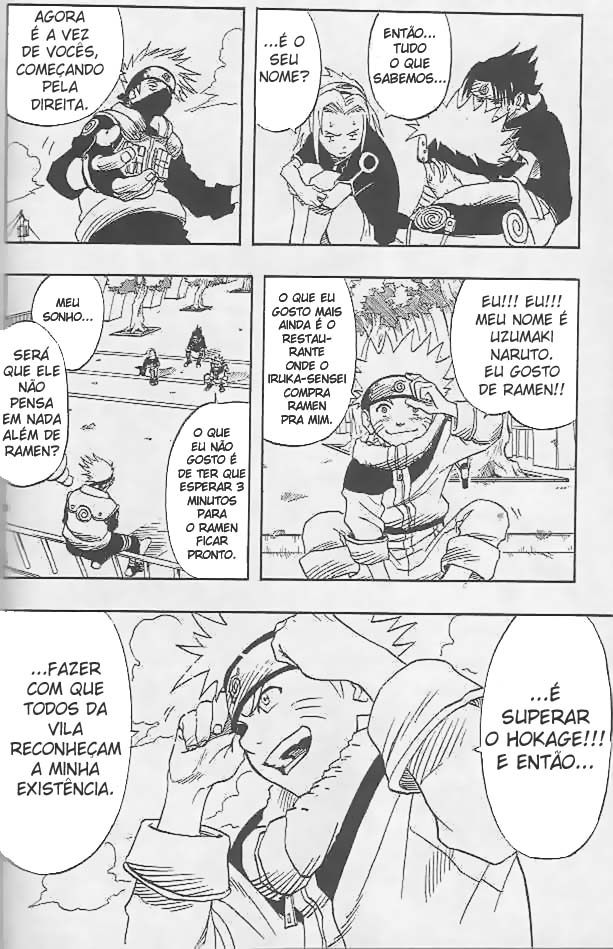 ENTÃO...
TUDO
O QUE
SABEMOS...
...É O
SEU
NOME?
AGORA
É A VEZ
DE VOCÊS,
COMEÇANDO
PELA
DIREITA.
EU!!! EU!!!
MEU NOME É
UZUMAKI
NARUTO.
EU GOSTO
DE RAMEN!!
O QUE EU
GOSTO MAIS
AINDA É O
RESTAU-
RANTE
ONDE O
IRUKA-SENSEI
COMPRA
RAMEN
PRA MIM.
O QUE
EU NÃO
GOSTO É
DE TER QUE
ESPERAR 3
MINUTOS
PARA
O RAMEN
FICAR
PRONTO.
MEU
SONHO...
SERÁ
QUE ELE
NÃO
PENSA
EM NADA
ALÉM DE
RAMEN?
...É
SUPERAR
O HOKAGE!!!
E ENTÃO...
...FAZER
COM QUE
TODOS DA
VILA
RECONHEÇAM
A MINHA
EXISTÊNCIA.